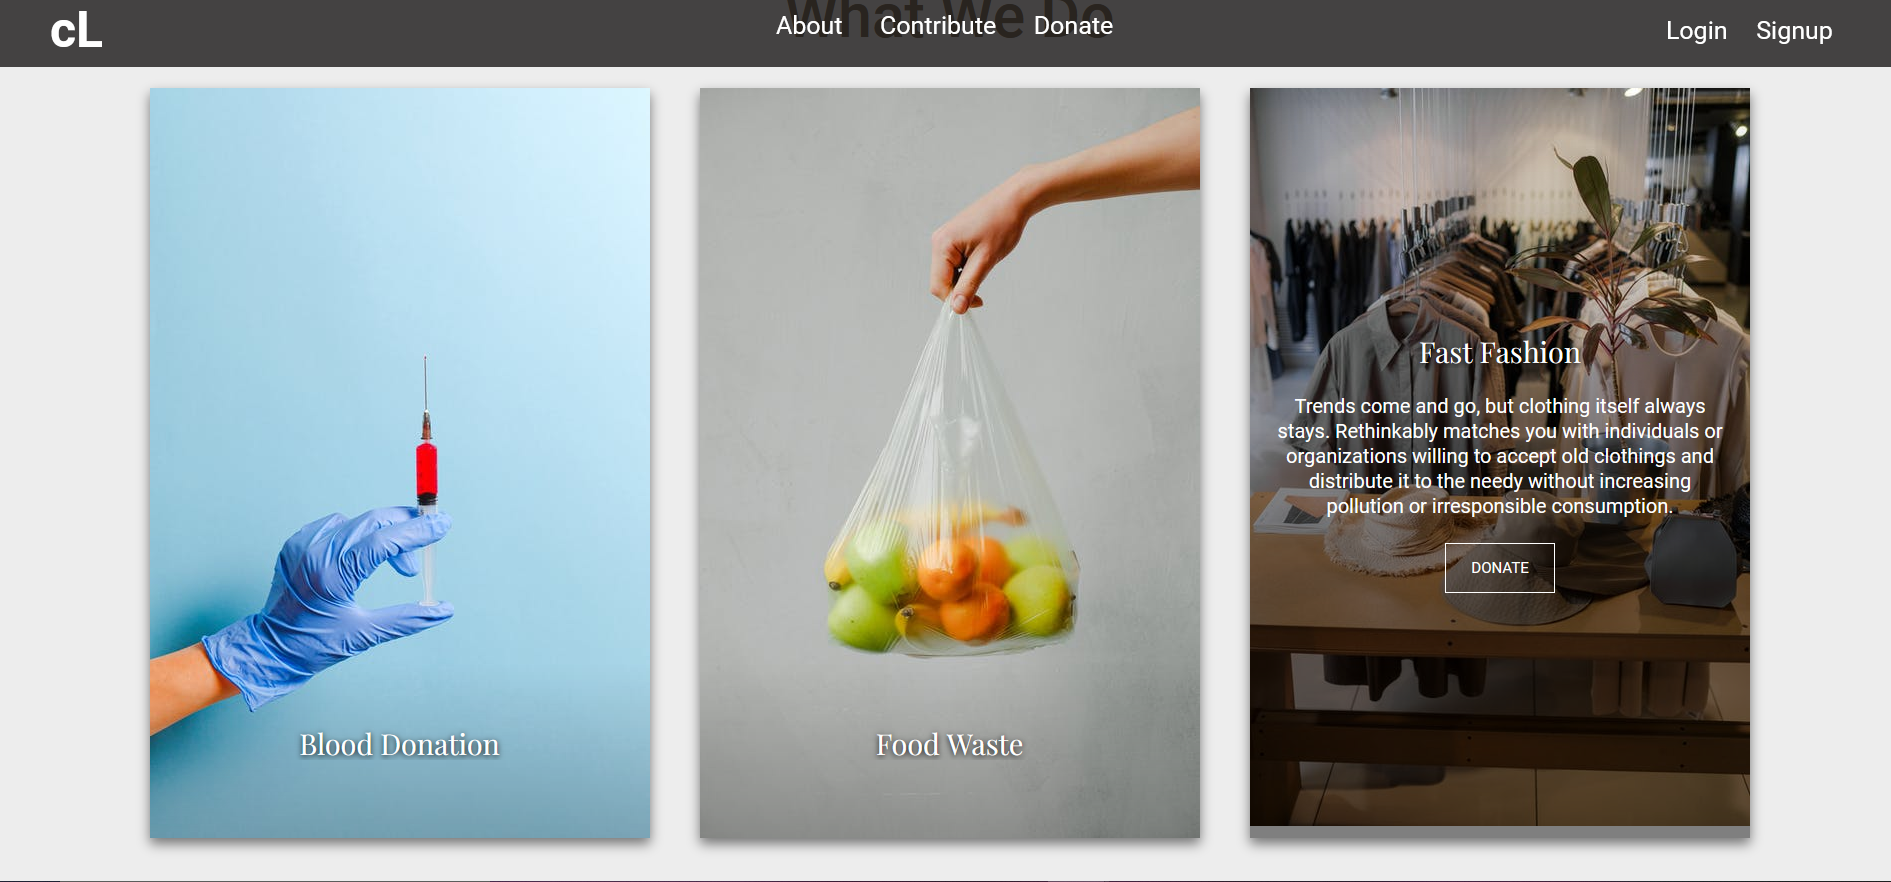 cL
What We Do
About Contribute Donate
Login Signup
Blood Donation
Food Waste
Fast Fashion
Trends come and go, but clothing itself always
stays. Rethinkably matches you with individuals or
organizations willing to accept old clothings and
distribute it to the needy without increasing
pollution or irresponsible consumption.
DONATE